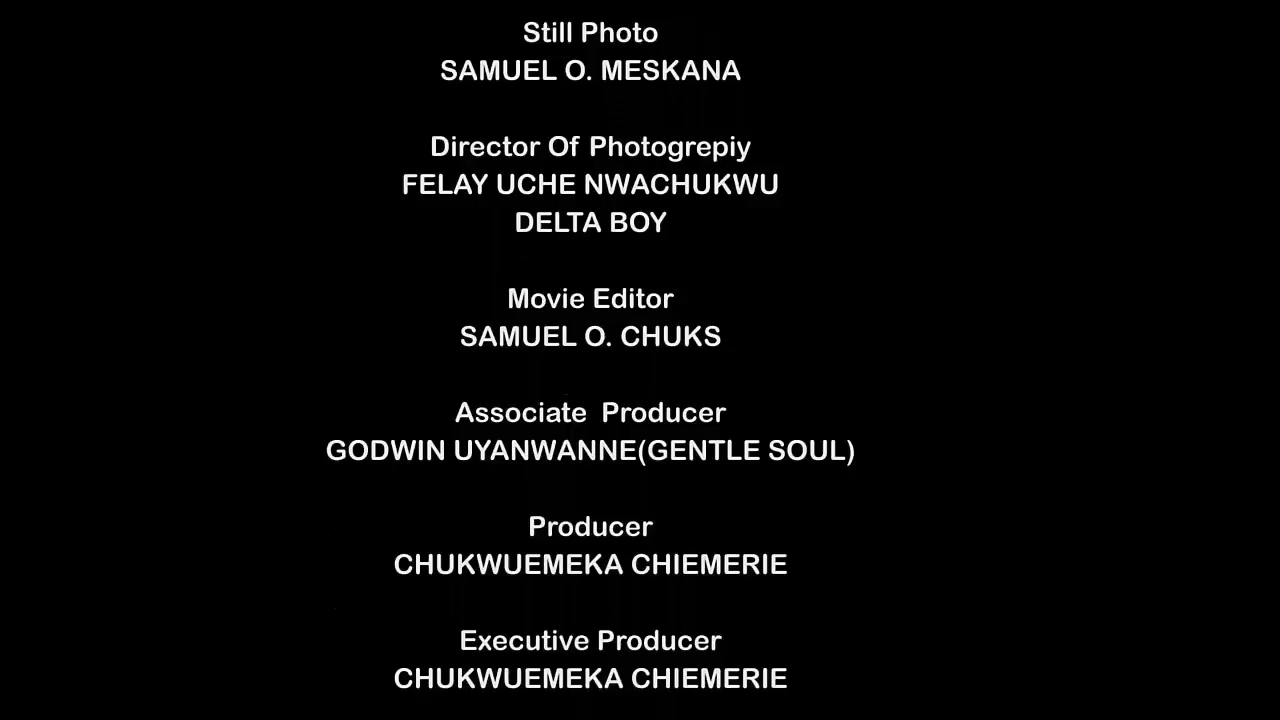 Still Photo
SAMUEL O. MESKANA
Director Of Photogrepiy
FELAY UCHE NWACHUKWU
DELTA BOY
Movie Editor
SAMUEL O. CHUKS
Associate Producer
GODWIN UYANWANNE(GENTLE SOUL)
Producer
CHUKWUEMEKA CHIEMERIE
Executive Producer
CHUKWUEMEKA CHIEMERIE